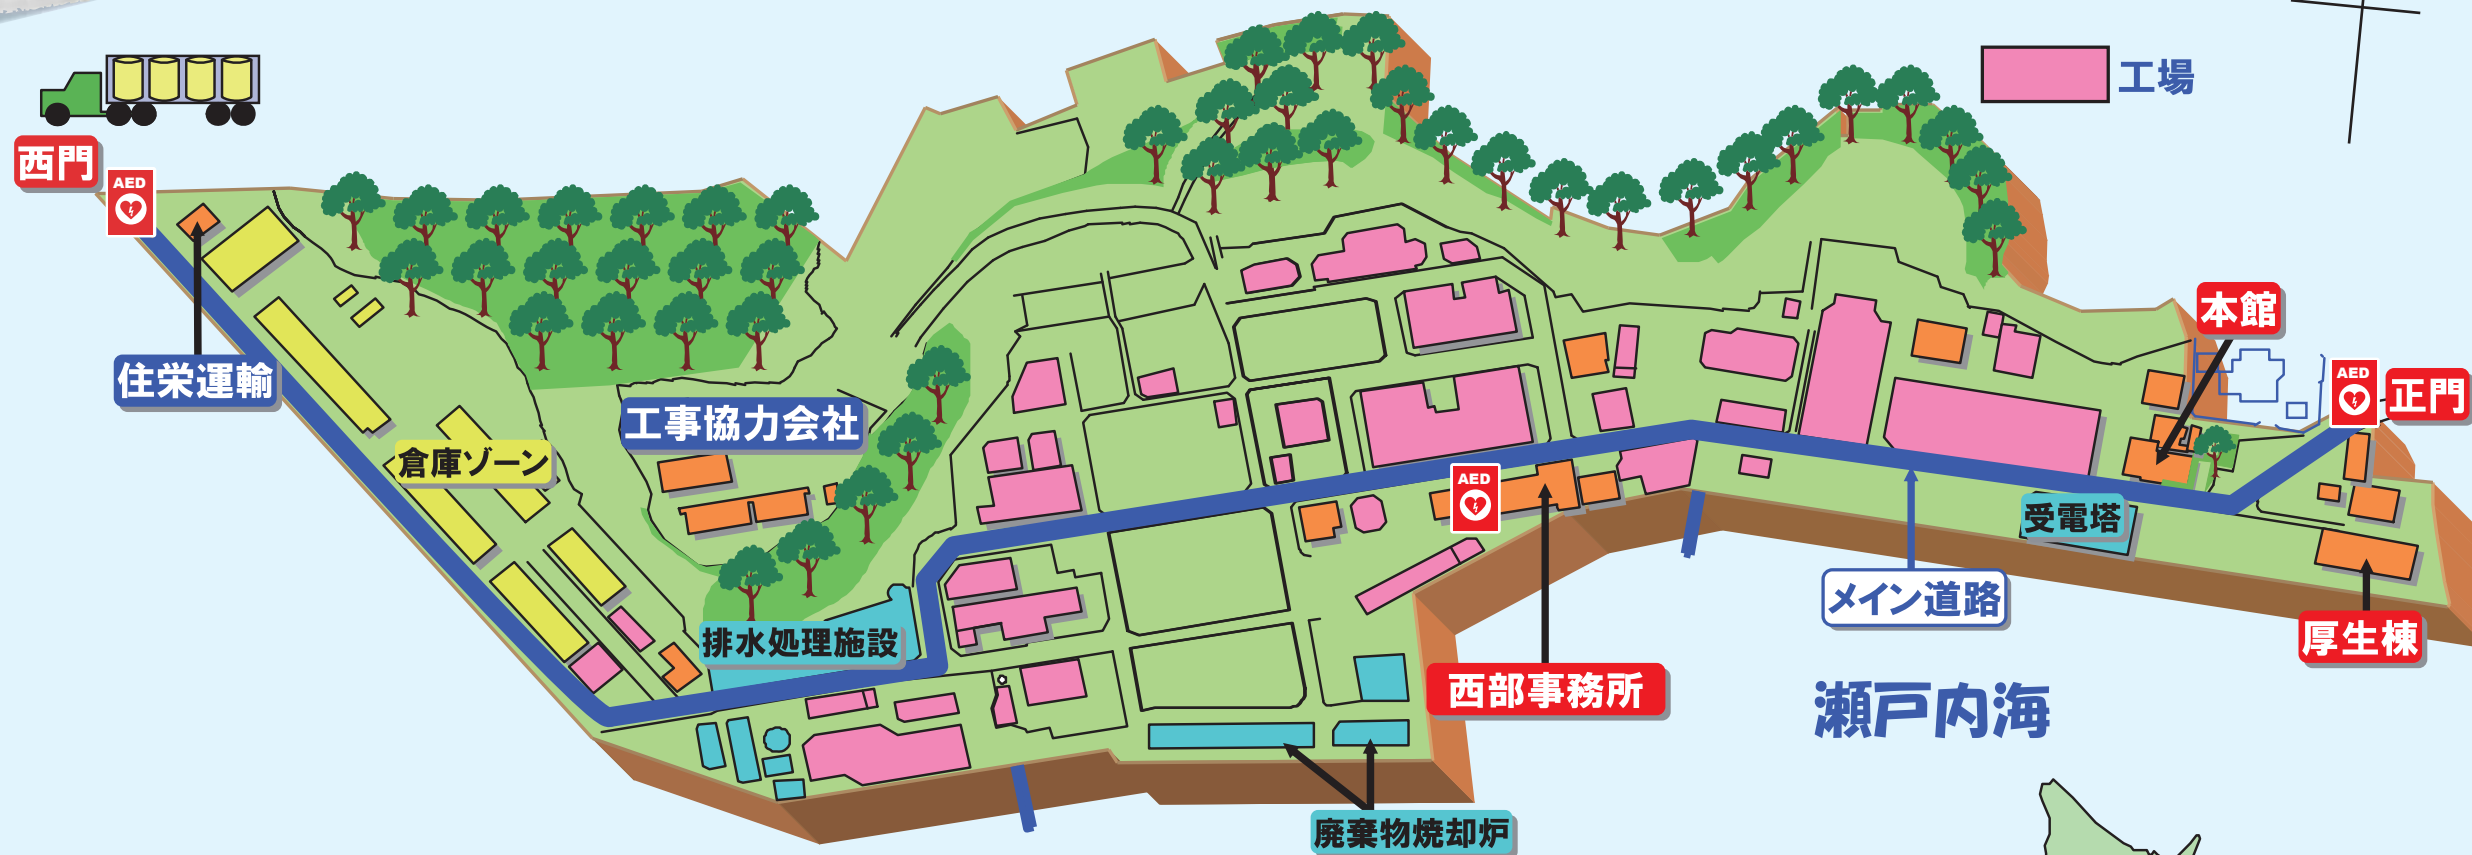 工場
西門
AED
住栄運輸
倉庫ゾーン
工事協力会社
排水処理施設
AED
西部事務所
廃棄物焼却炉
メイン道路
受電塔
本館
AED
正門
厚生棟
瀬戸内海